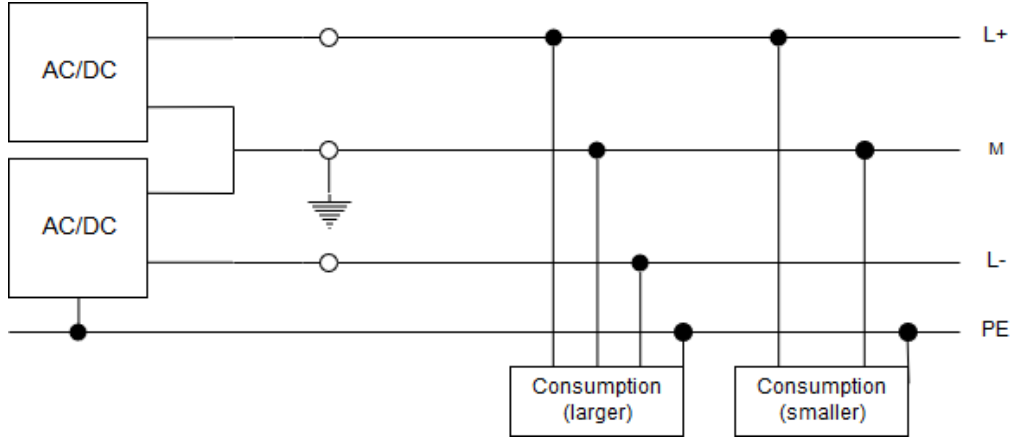 AC/DC
L+
M
AC/DC
L-
PE
Consumption
(larger)
Consumption
(smaller)